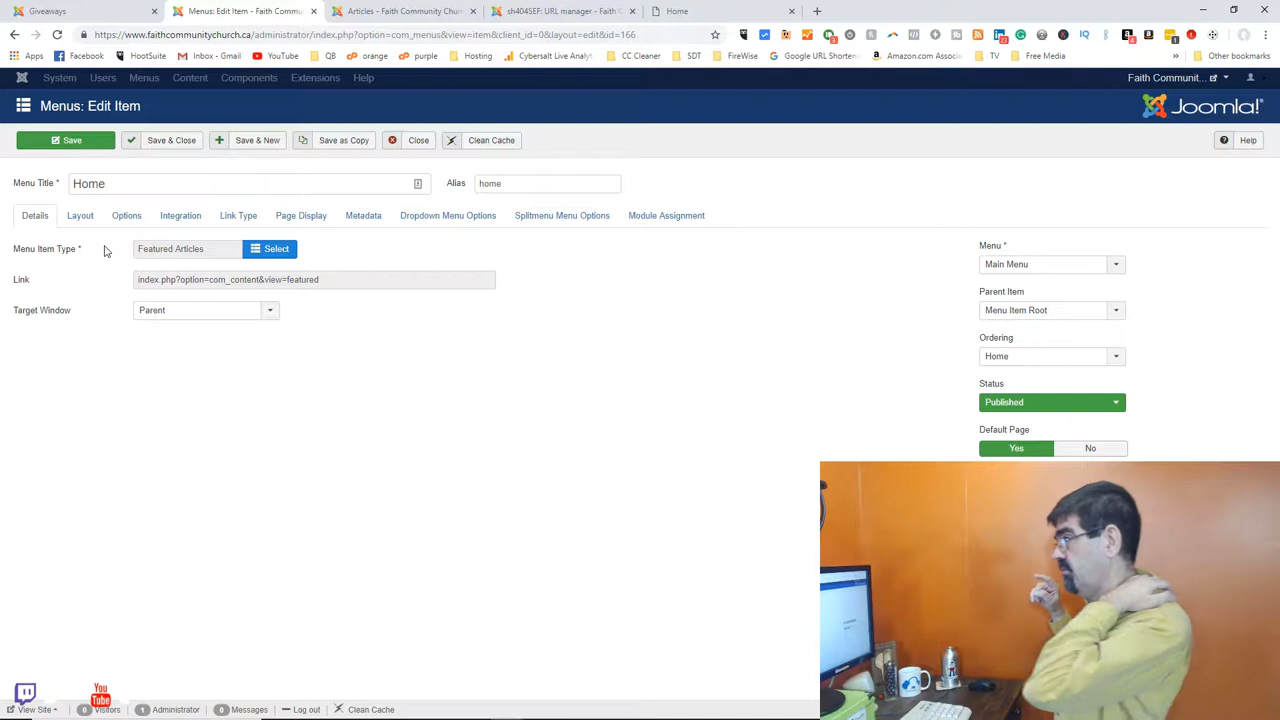 Giveaways
Menus: Edit Item - Faith Commu
Articles - Faith Community Chur
sh404SEF: URL manager - Faith C
Home
https://www.faithcommunitychurch.ca/administrator/index.php?option=com_menus&view=item&client_id=0&layout=edit&id=166
Apps
Facebook
HootSuite
Inbox - Gmail
YouTube
QB
orange
purple
Hosting
Cybersalt Live Analy
CC Cleaner
SDT
FireWise
Google URL Shorten
Amazon.com Associ
TV
Free Media
»
Other bookmarks
System
Users
Menus
Content
Components
Extensions
Help
Faith Communit...
Menus: Edit Item
Joomla!
Save
Save & Close
Save & New
Save as Copy
Close
Clean Cache
Help
Menu Title *
Home
Alias
home
Details
Layout
Options
Integration
Link Type
Page Display
Metadata
Dropdown Menu Options
Splitmenu Menu Options
Module Assignment
Menu Item Type *
Featured Articles
Select
Link
index.php?option=com_content&view=featured
Target Window
Parent
Menu *
Main Menu
Parent Item
Menu Item Root
Ordering
Home
Status
Published
Default Page
Yes
No
You
Tube
View Site
0 Visitors
1 Administrator
0 Messages
Log out
Clean Cache